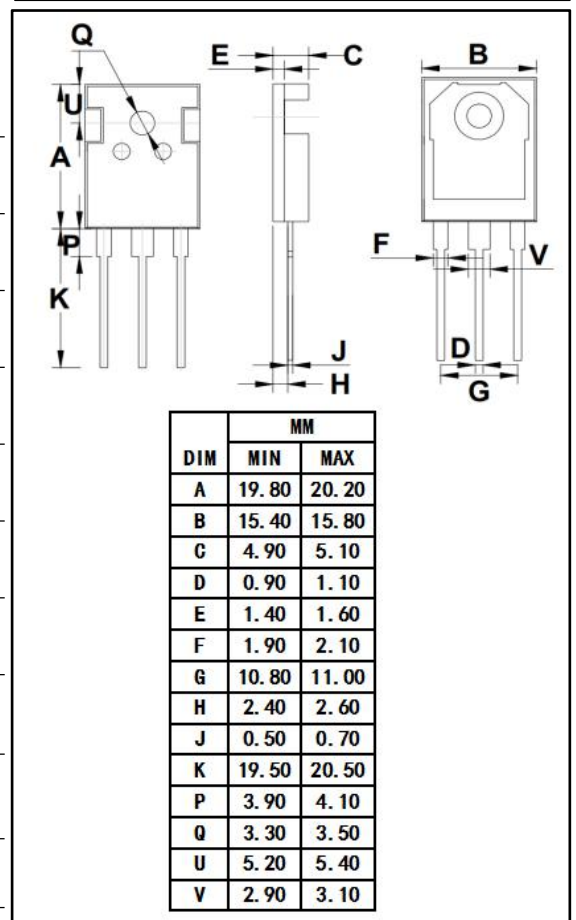 Q
E C B
U
A
P
F V
K
J D
H G
MM
DIM MIN MAX
A 19.80 20.20
B 15.40 15.80
C 4.90 5.10
D 0.90 1.10
E 1.40 1.60
F 1.90 2.10
G 10.80 11.00
H 2.40 2.60
J 0.50 0.70
K 19.50 20.50
P 3.90 4.10
Q 3.30 3.50
U 5.20 5.40
V 2.90 3.10